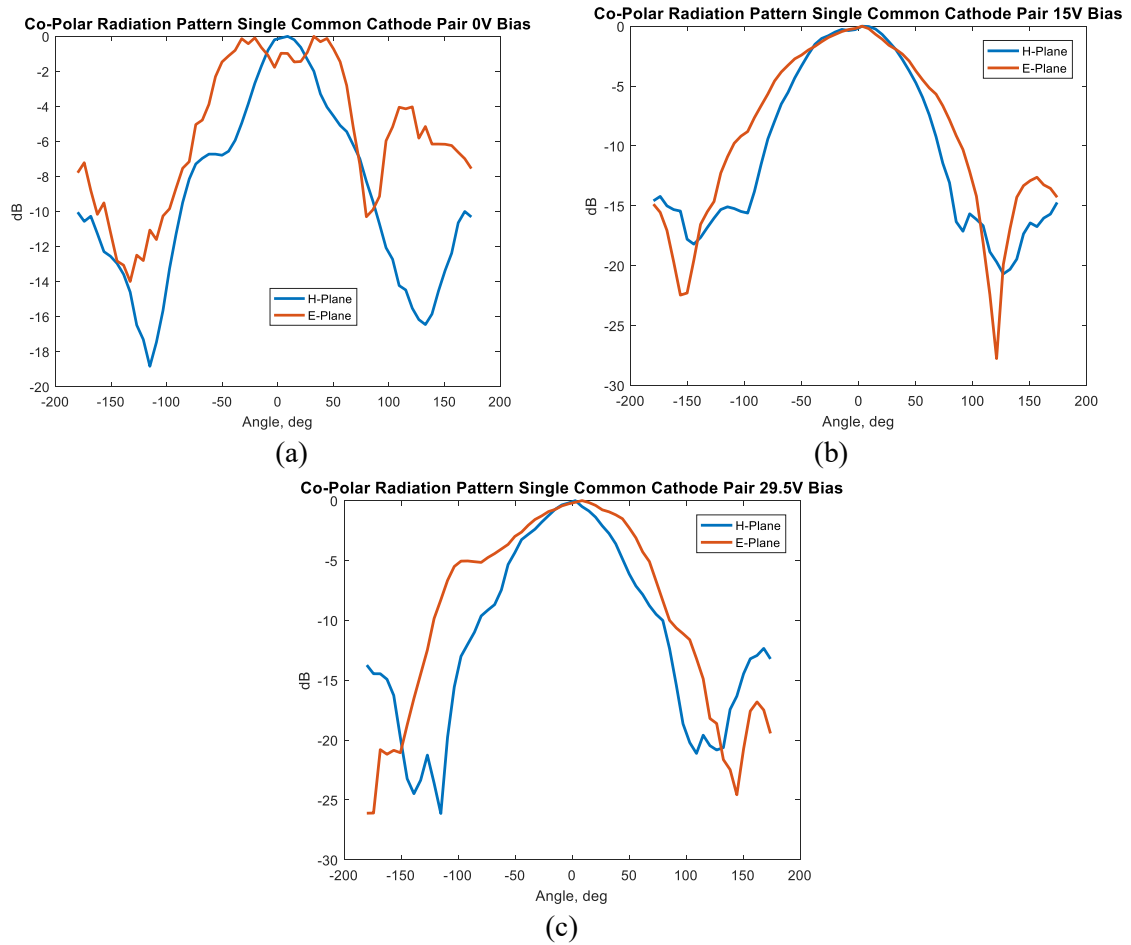 Co-Polar Radiation Pattern Single Common Cathode Pair 0V Bias
0
-2
-4
-6
-8
-10
-12
-14
-16
-18
-20
dB
H-Plane
E-Plane
-200 -150 -100 -50 0 50 100 150 200
Angle, deg
(a)
Co-Polar Radiation Pattern Single Common Cathode Pair 15V Bias
0
-5
-10
-15
-20
-25
-30
dB
H-Plane
E-Plane
-200 -150 -100 -50 0 50 100 150 200
Angle, deg
(b)
Co-Polar Radiation Pattern Single Common Cathode Pair 29.5V Bias
0
-5
-10
-15
-20
-25
-30
dB
H-Plane
E-Plane
-200 -150 -100 -50 0 50 100 150 200
Angle, deg
(c)